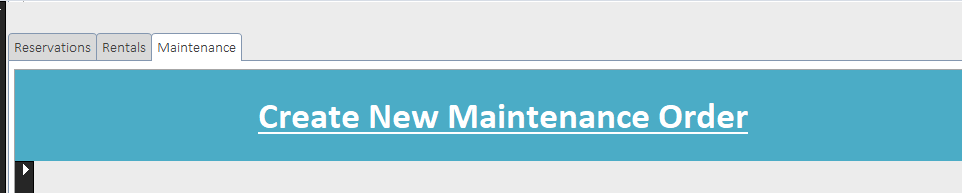 Reservations Rentals Maintenance
Create New Maintenance Order